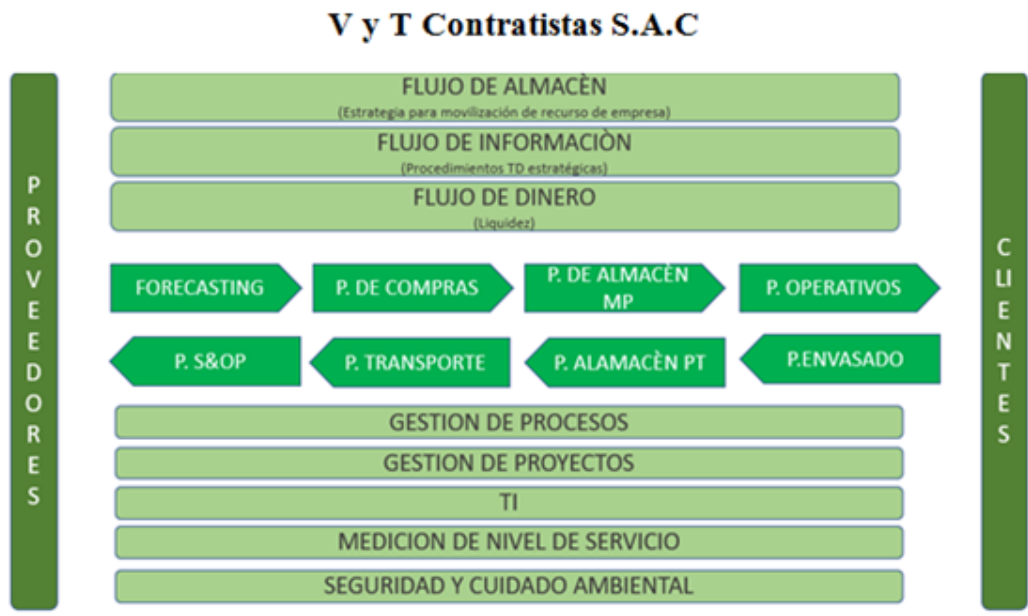 V y T Contratistas S.A.C
PROVEEDORES
FLUJO DE ALMACÈN
(Estrategia para movilización de recurso de empresa)
FLUJO DE INFORMACIÒN
(Procedimientos TD estratégicas)
FLUJO DE DINERO
(Liquidez)
FORECASTING
P. DE COMPRAS
P. DE ALMACÈN
MP
P. OPERATIVOS
P. S&OP
P. TRANSPORTE
P. ALAMACÈN PT
P.ENVASADO
GESTION DE PROCESOS
GESTION DE PROYECTOS
TI
MEDICION DE NIVEL DE SERVICIO
SEGURIDAD Y CUIDADO AMBIENTAL
CLIENTES